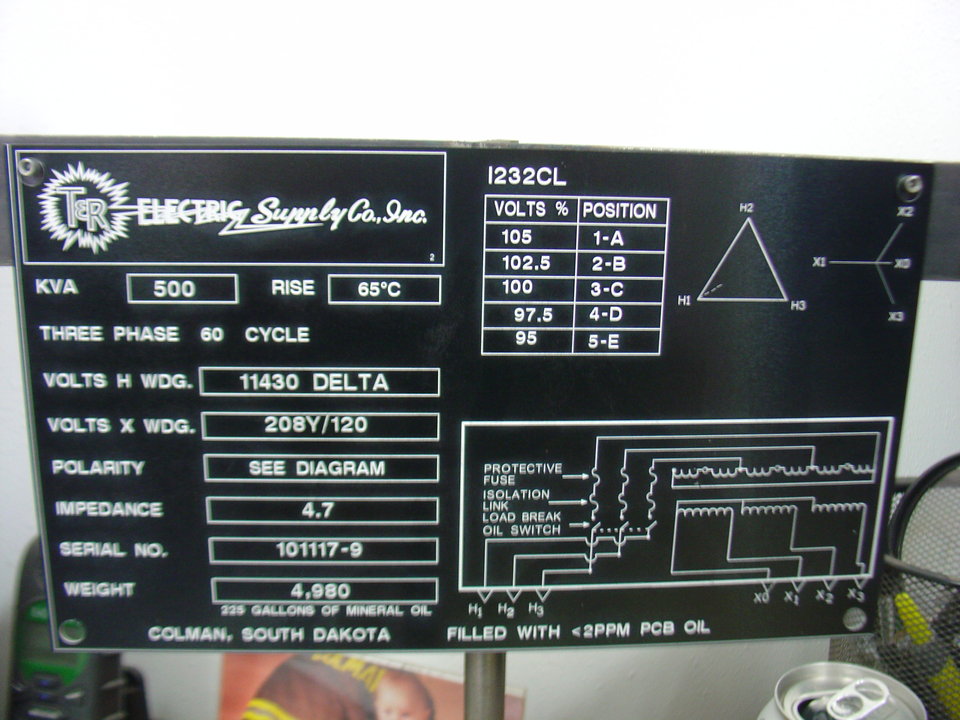 T&R ELECTRIC Supply Co., Inc.
2
KVA 500 RISE 65°C
THREE PHASE 60 CYCLE
VOLTS H WDG. 11430 DELTA
VOLTS X WDG. 208Y/120
POLARITY SEE DIAGRAM
IMPEDANCE 4.7
SERIAL NO. 101117-9
WEIGHT 4,980
225 GALLONS OF MINERAL OIL
COLMAN, SOUTH DAKOTA FILLED WITH <2PPM PCB OIL
I232CL
VOLTS % POSITION
105 1-A
102.5 2-B
100 3-C
97.5 4-D
95 5-E
H2
H1 H3
X2
X1 X0
X3
PROTECTIVE
FUSE
ISOLATION
LINK
LOAD BREAK
OIL SWITCH
H1 H2 H3 X0 X1 X2 X3